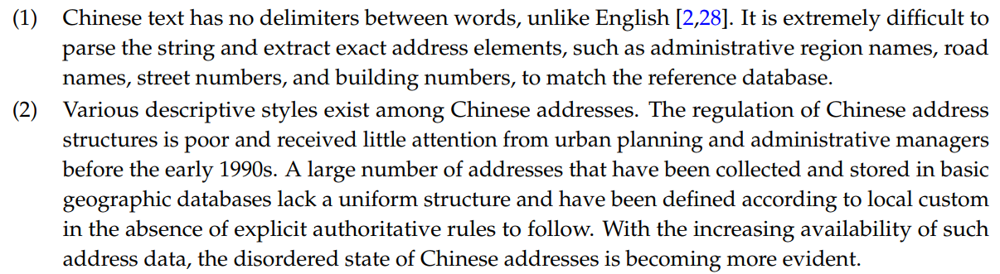 (1) Chinese text has no delimiters between words, unlike English [2,28]. It is extremely difficult to
parse the string and extract exact address elements, such as administrative region names, road
names, street numbers, and building numbers, to match the reference database.
(2) Various descriptive styles exist among Chinese addresses. The regulation of Chinese address
structures is poor and received little attention from urban planning and administrative managers
before the early 1990s. A large number of addresses that have been collected and stored in basic
geographic databases lack a uniform structure and have been defined according to local custom
in the absence of explicit authoritative rules to follow. With the increasing availability of such
address data, the disordered state of Chinese addresses is becoming more evident.